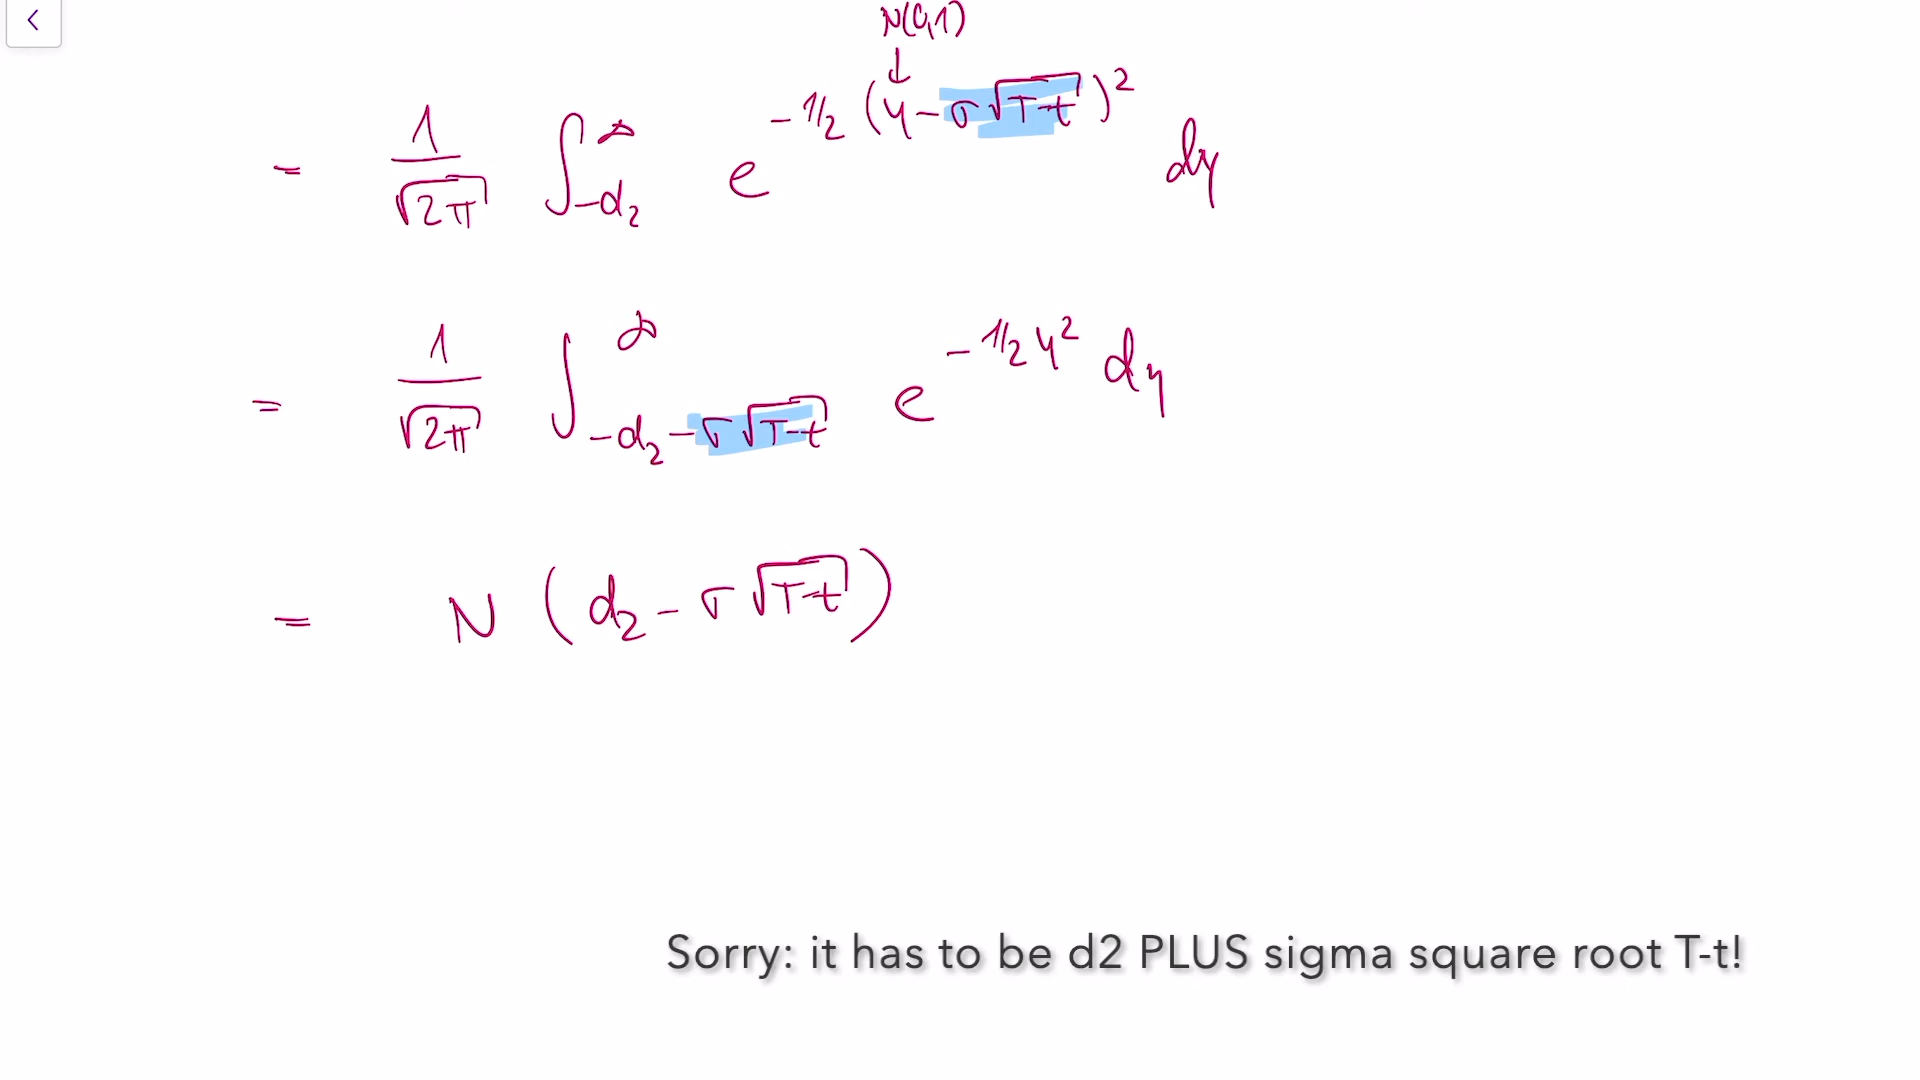 N(0,1)
↓
= 1/√2π ∫_{-d₂}^{∞} e^{-1/2 (y - σ√T-t)²} dy
= 1/√2π ∫_{-d₂-σ√T-t}^{∞} e^{-1/2 y²} dy
= N (d₂ - σ√T-t)
Sorry: it has to be d2 PLUS sigma square root T-t!